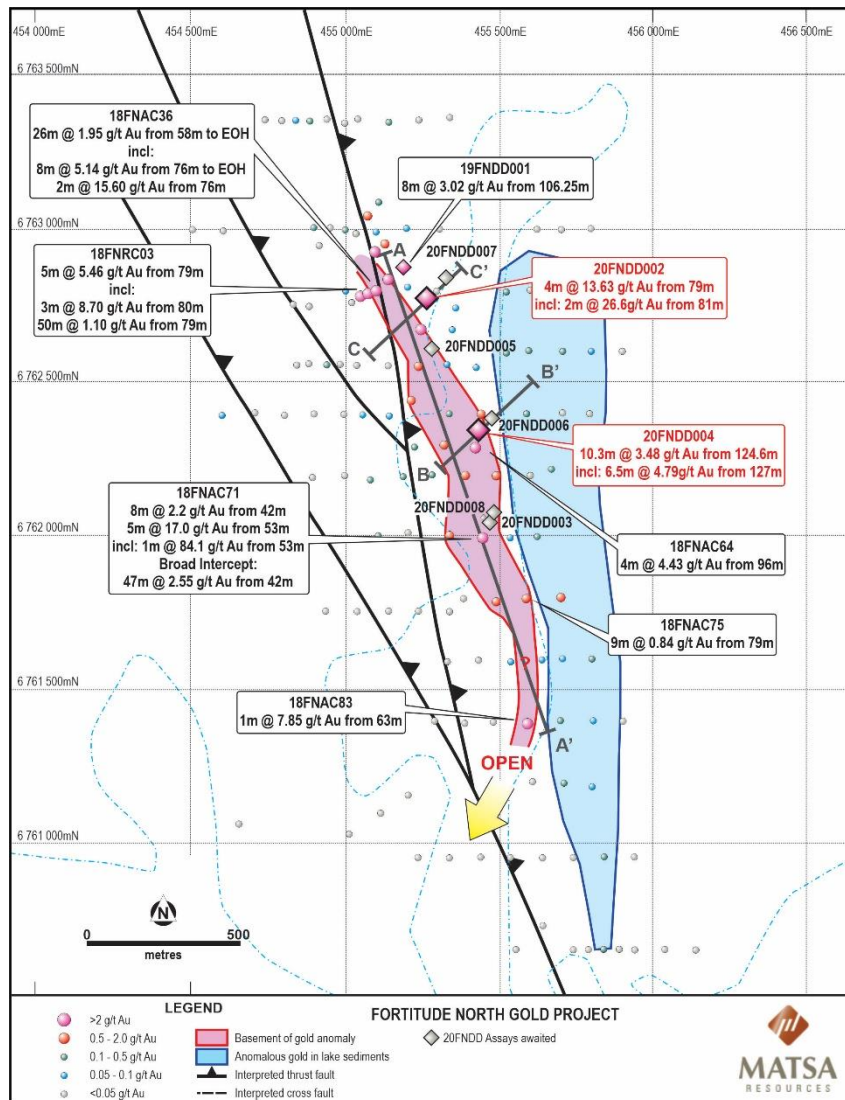 454 000mE
454 500mE
455 000mE
455 500mE
456 000mE
456 500mE
6 763 500mN
18FNAC36
26m @ 1.95 g/t Au from 58m to EOH
incl:
8m @ 5.14 g/t Au from 76m to EOH
2m @ 15.60 g/t Au from 76m
19FNDD001
8m @ 3.02 g/t Au from 106.25m
6 763 000mN
A
20FNDD007
C'
18FNRC03
5m @ 5.46 g/t Au from 79m
incl:
3m @ 8.70 g/t Au from 80m
50m @ 1.10 g/t Au from 79m
20FNDD002
4m @ 13.63 g/t Au from 79m
incl: 2m @ 26.6g/t Au from 81m
C
20FNDD005
6 762 500mN
B'
20FNDD006
20FNDD004
10.3m @ 3.48 g/t Au from 124.6m
incl: 6.5m @ 4.79g/t Au from 127m
B
18FNAC71
8m @ 2.2 g/t Au from 42m
5m @ 17.0 g/t Au from 53m
incl: 1m @ 84.1 g/t Au from 53m
Broad Intercept:
47m @ 2.55 g/t Au from 42m
20FNDD008
20FNDD003
6 762 000mN
18FNAC64
4m @ 4.43 g/t Au from 96m
18FNAC75
9m @ 0.84 g/t Au from 79m
?
6 761 500mN
18FNAC83
1m @ 7.85 g/t Au from 63m
A'
OPEN
6 761 000mN
N
0
500
metres
LEGEND
>2 g/t Au
0.5 - 2.0 g/t Au
0.1 - 0.5 g/t Au
0.05 - 0.1 g/t Au
<0.05 g/t Au
Basement of gold anomaly
Anomalous gold in lake sediments
Interpreted thrust fault
Interpreted cross fault
FORTITUDE NORTH GOLD PROJECT
20FNDD Assays awaited
MATSA
RESOURCES